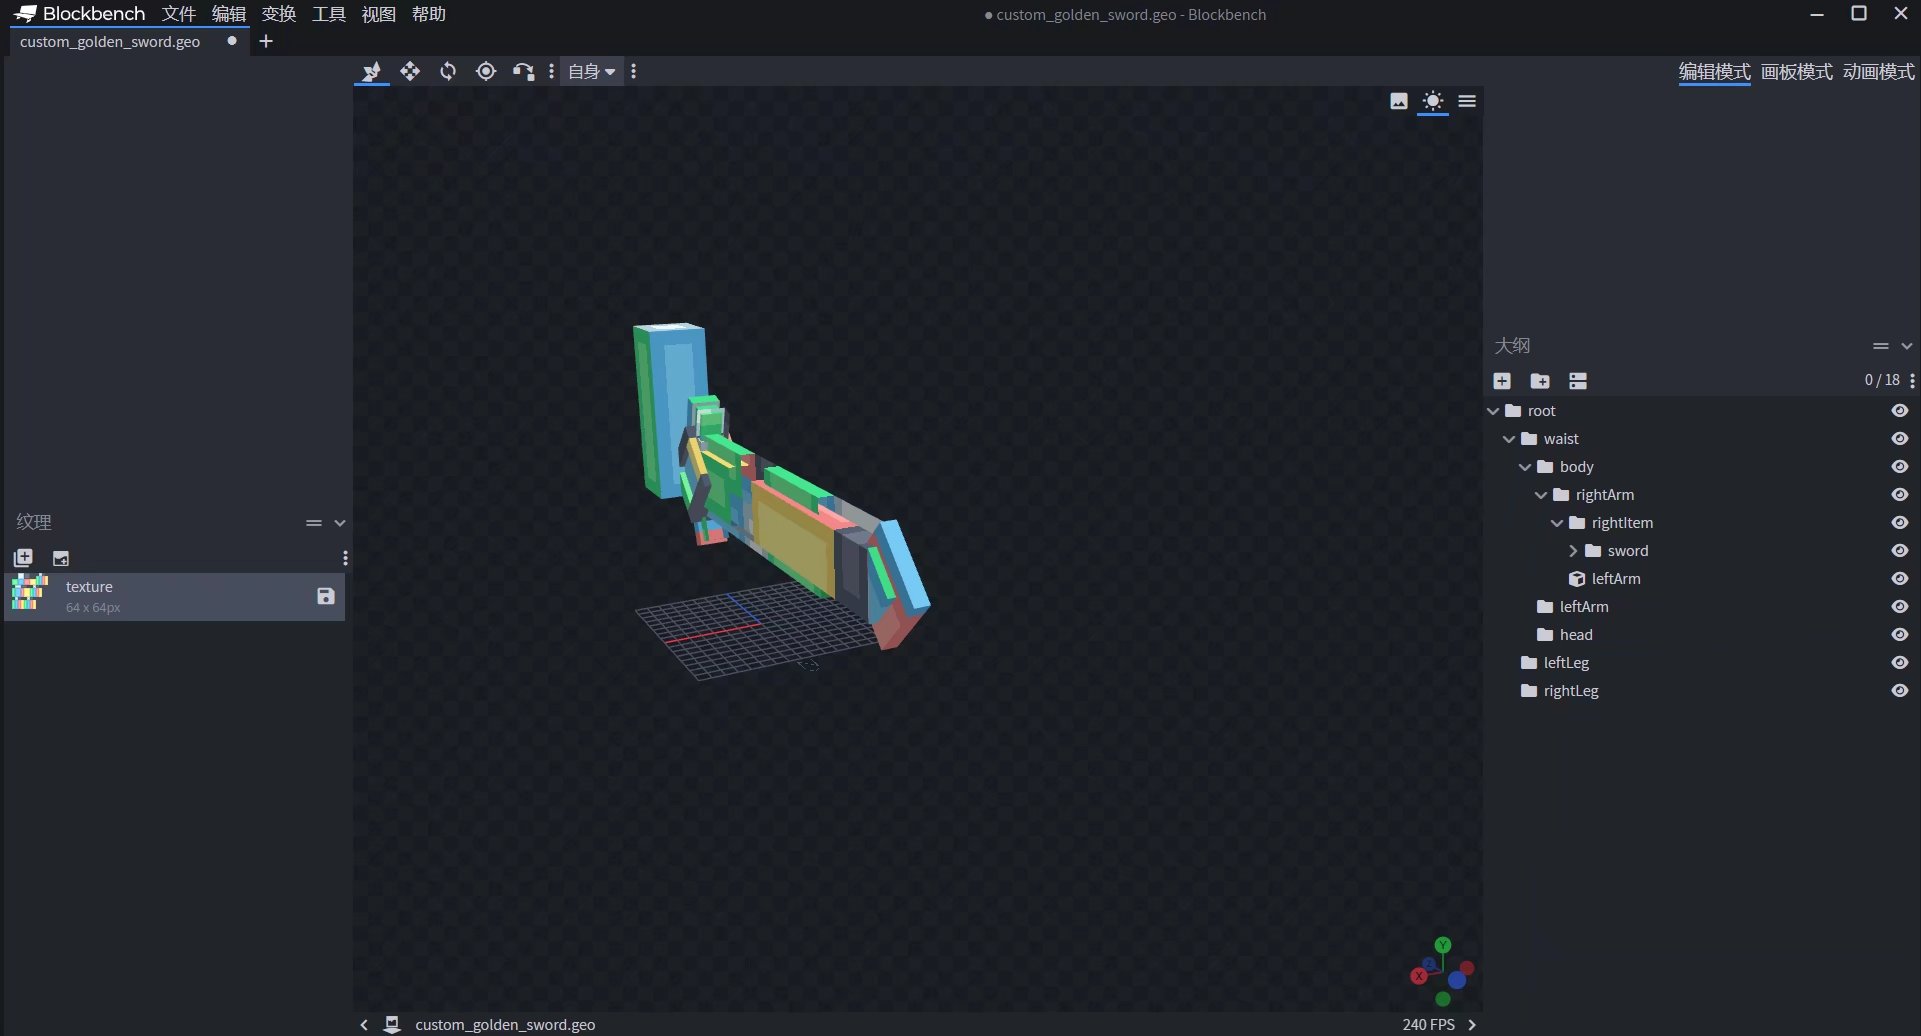 Blockbench 文件 编辑 变换 工具 视图 帮助
● custom_golden_sword.geo - Blockbench
custom_golden_sword.geo
自身
编辑模式 画板模式 动画模式
纹理
texture
64 x 64px
大纲
0 / 18
root
waist
body
rightArm
rightItem
sword
leftArm
leftArm
head
leftLeg
rightLeg
Y
Z
X
custom_golden_sword.geo
240 FPS